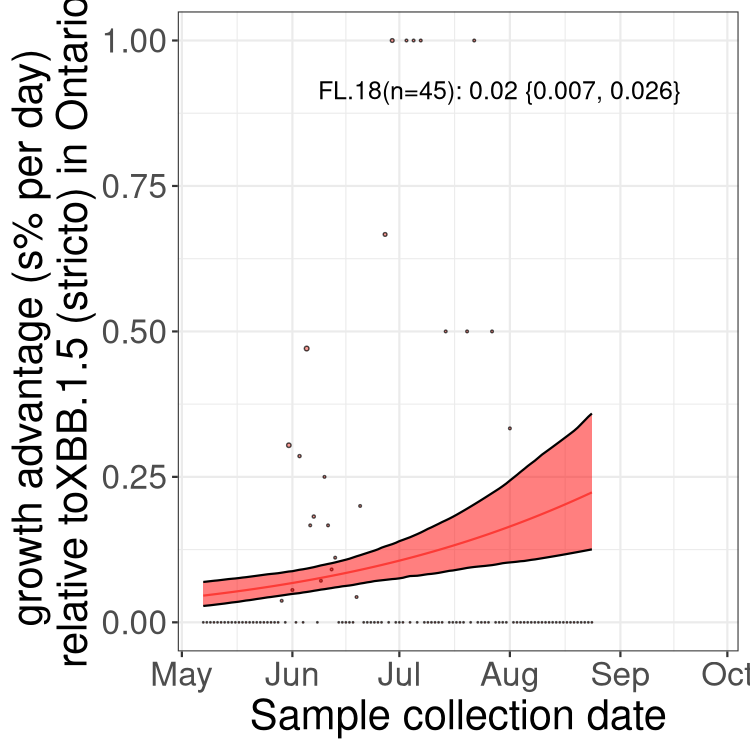 growth advantage (s% per day)
relative toXBB.1.5 (stricto) in Ontario
1.00
0.75
0.50
0.25
0.00
FL.18(n=45): 0.02 {0.007, 0.026}
May Jun Jul Aug Sep Oct
Sample collection date